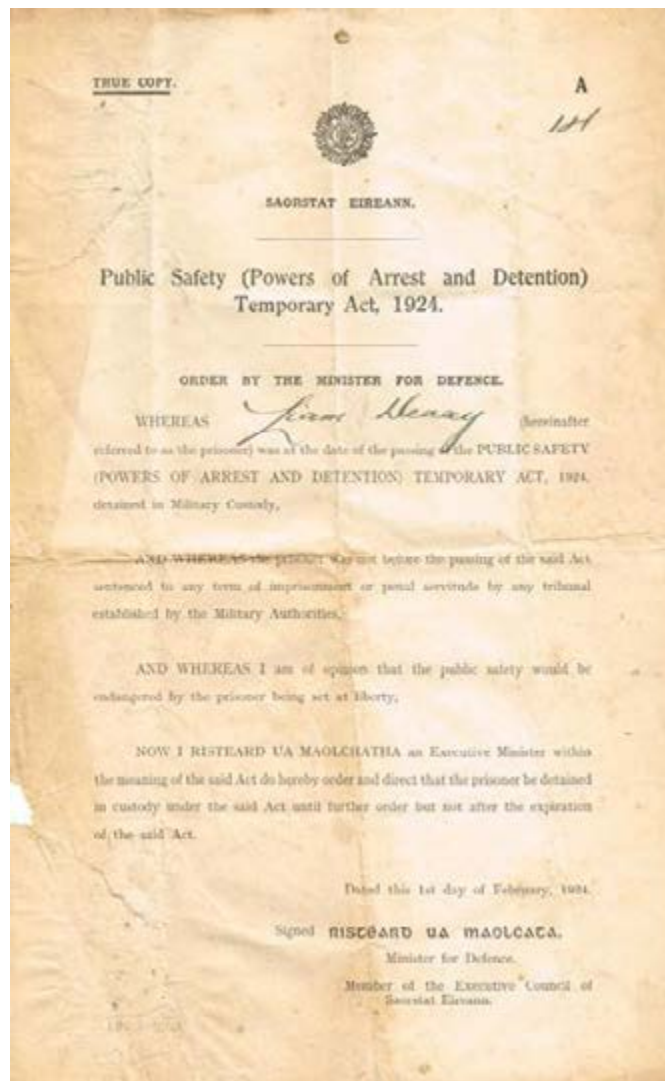 TRUE COPY.
A
SAORSTAT EIREANN.
Public Safety (Powers of Arrest and Detention)
Temporary Act, 1924.
ORDER BY THE MINISTER FOR DEFENCE.
WHEREAS Liam (hereinafter
referred to as the prisoner) was at the date of the passing of the PUBLIC SAFETY
(POWERS OF ARREST AND DETENTION) TEMPORARY ACT, 1924,
detained in Military Custody,
AND WHEREAS the prisoner was not before the passing of the said Act
sentenced to any term of imprisonment or penal servitude by any tribunal
established by the Military Authorities,
AND WHEREAS I am of opinion that the public safety would be
endangered by the prisoner being set at liberty,
NOW I RISTEARD UA MAOLCHATHA an Executive Minister within
the meaning of the said Act do hereby order and direct that the prisoner be detained
in custody under the said Act until further order but not after the expiration
of the said Act.
Dated this 1st day of February, 1924.
Signed RISTEARD UA MAOLCATA.
Minister for Defence.
Member of the Executive Council of
Saorstat Eireann.